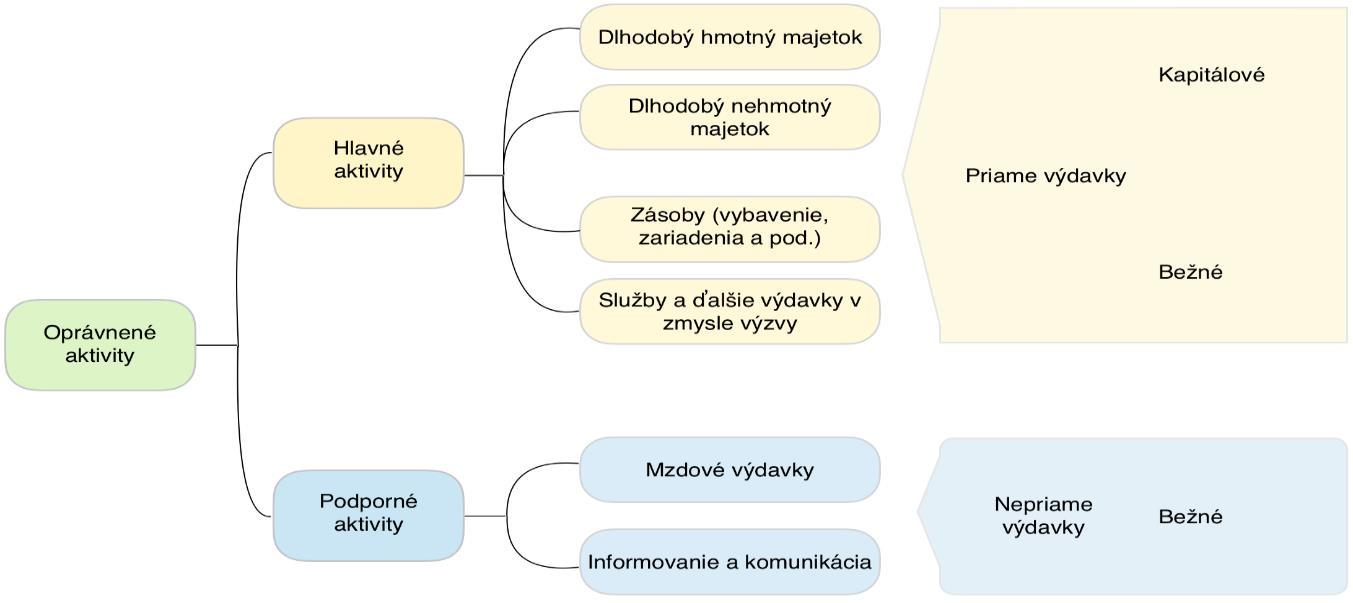 Oprávnené
aktivity
Hlavné
aktivity
Dlhodobý hmotný majetok
Dlhodobý nehmotný
majetok
Zásoby (vybavenie,
zariadenia a pod.)
Služby a ďalšie výdavky v
zmysle výzvy
Priame výdavky
Kapitálové
Bežné
Podporné
aktivity
Mzdové výdavky
Informovanie a komunikácia
Nepriame
výdavky
Bežné